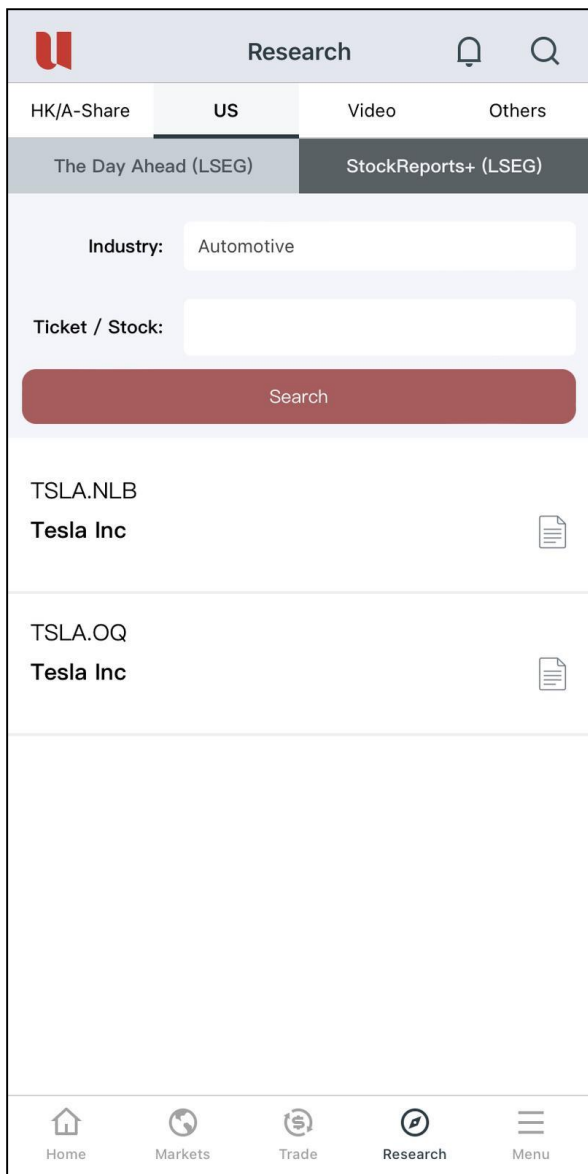 Research
HK/A-Share US Video Others
The Day Ahead (LSEG) StockReports+ (LSEG)
Industry: Automotive
Ticket / Stock:
Search
TSLA.NLB
Tesla Inc
TSLA.OQ
Tesla Inc
Home Markets Trade Research Menu